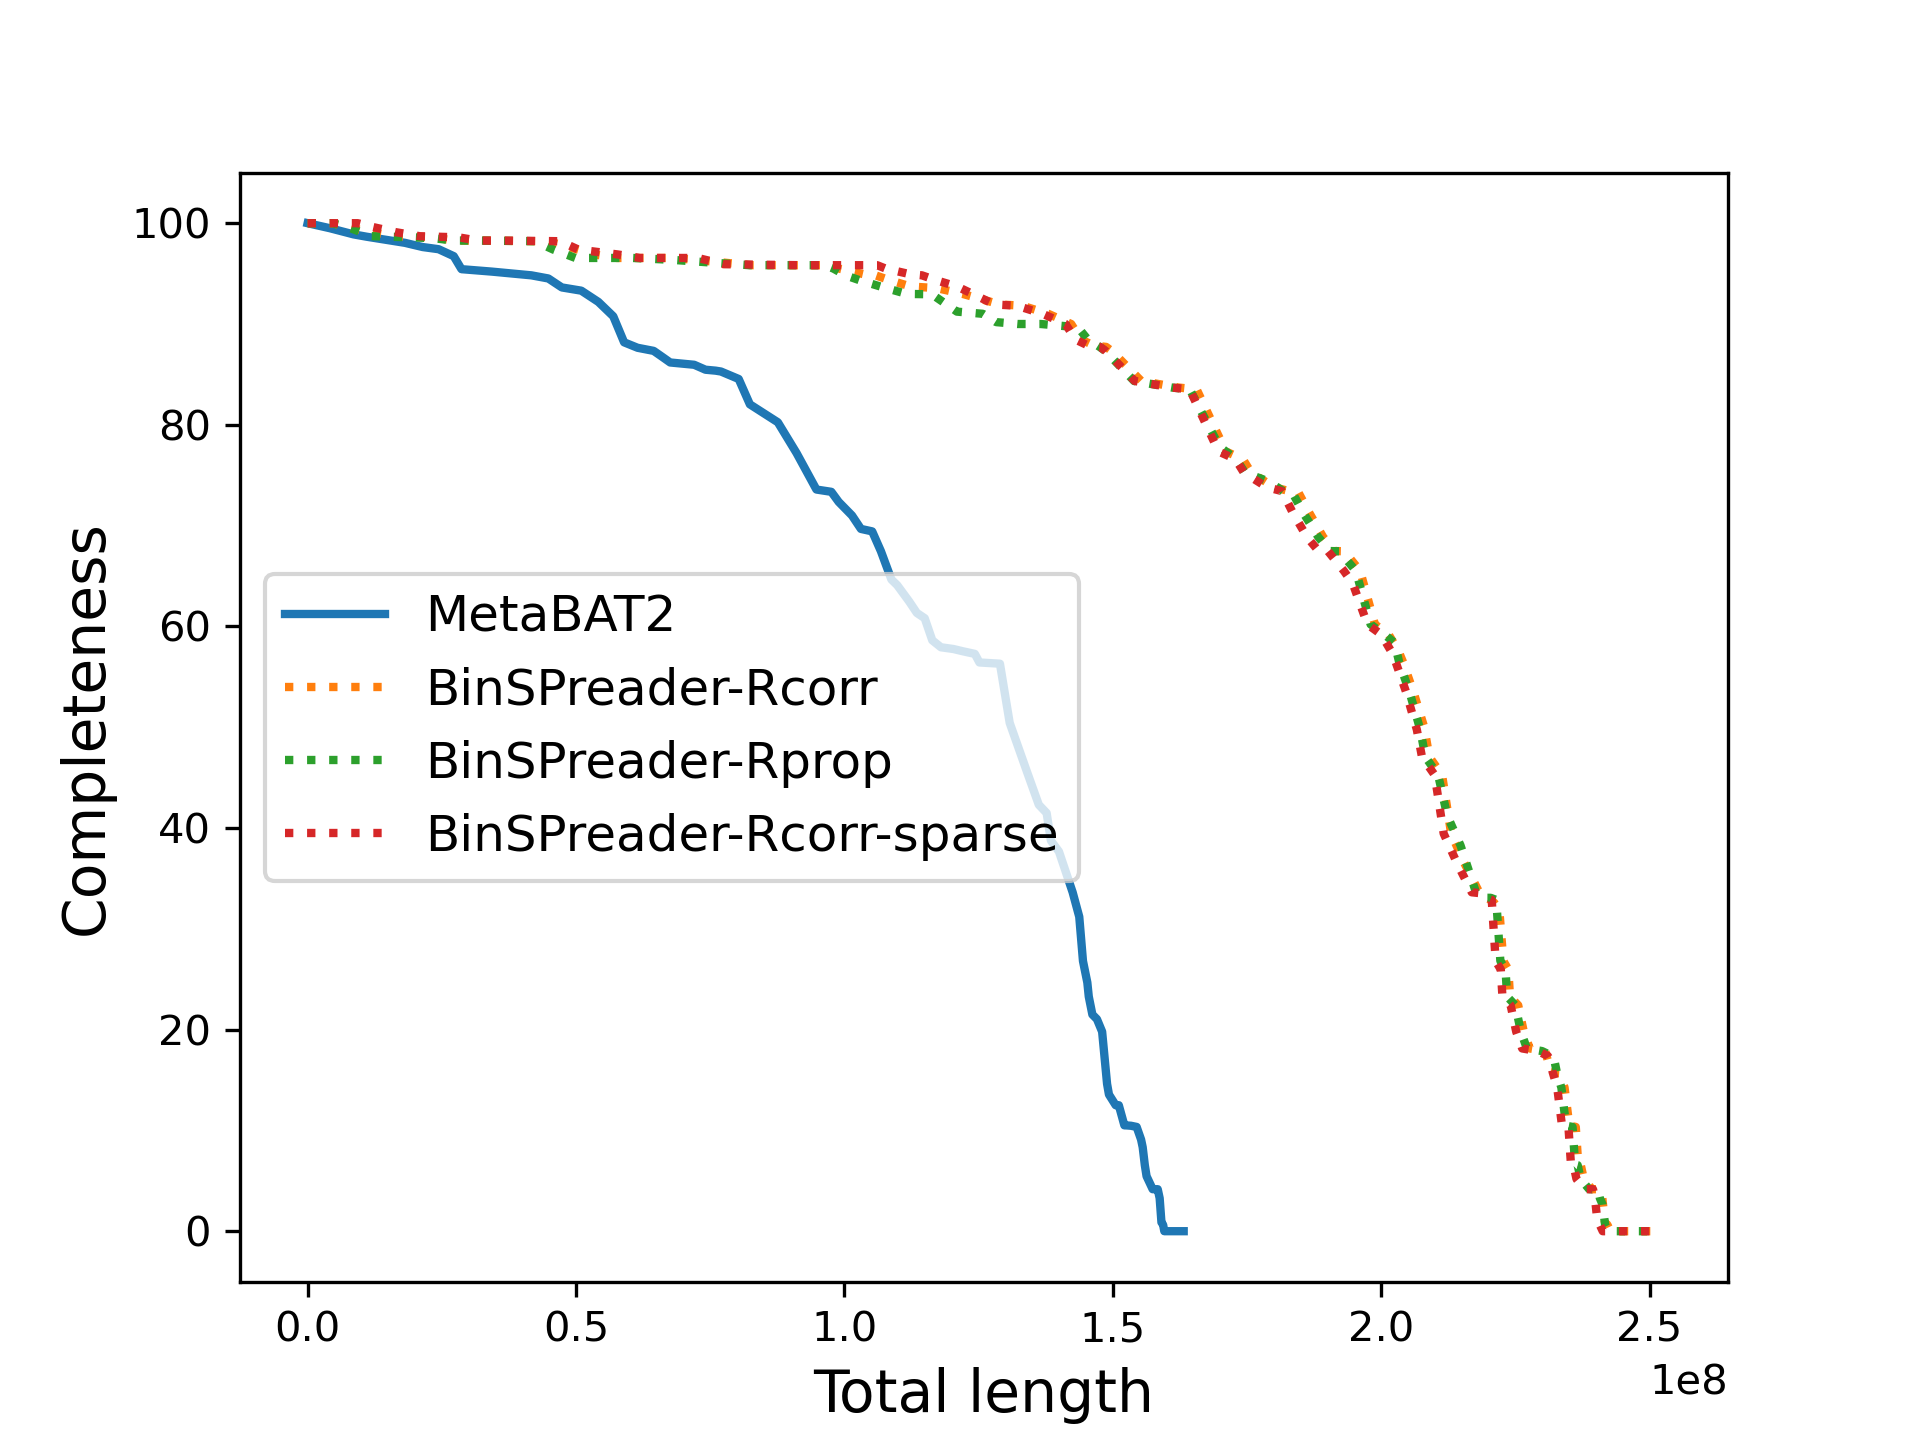 100
80
60
40
20
0
Completeness
MetaBAT2
BinSPreader-Rcorr
BinSPreader-Rprop
BinSPreader-Rcorr-sparse
0.0 0.5 1.0 1.5 2.0 2.5
1e8
Total length